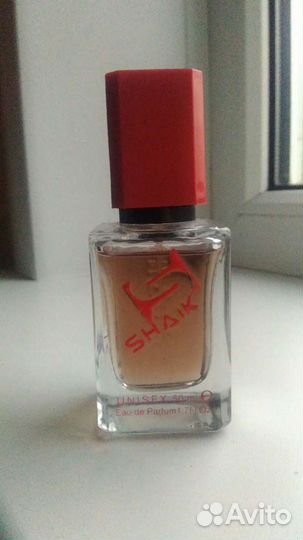 SHAIK
UNISEX 50ml ℮
Eau de Parfum 1.7Fl Oz
Avito